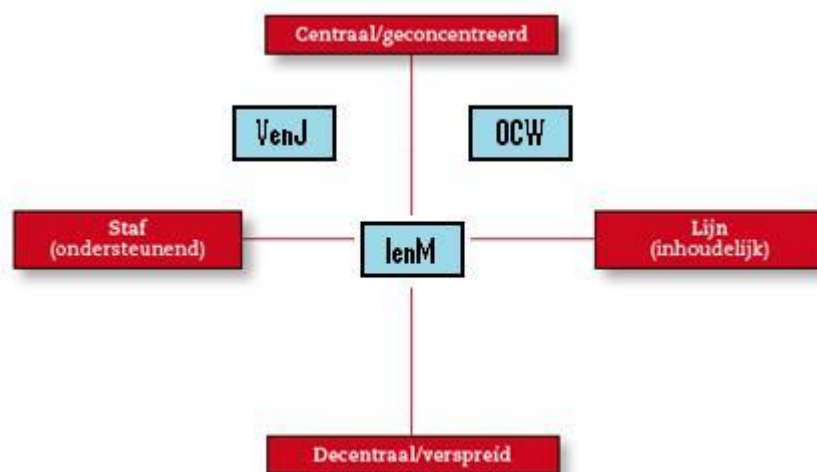 Centraal/geconcentreerd
VenJ
OCW
Staf
(ondersteunend)
IenM
Lijn
(inhoudelijk)
Decentraal/verspreid